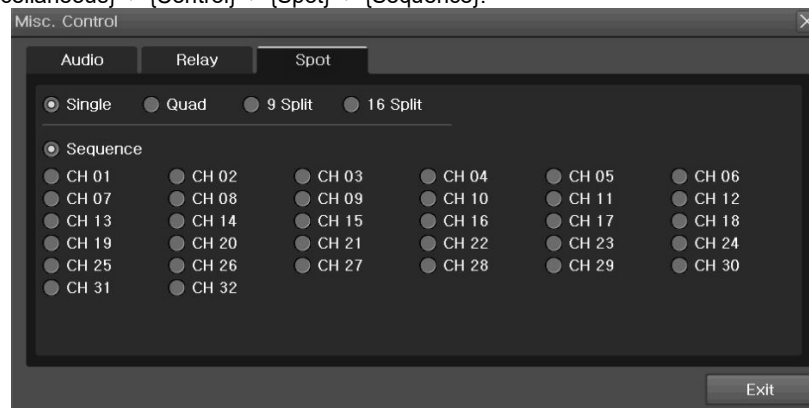 {Control} {Spot} {Sequence}.
Misc. Control
Audio Relay Spot
Single Quad 9 Split 16 Split
Sequence
CH 01 CH 02 CH 03 CH 04 CH 05 CH 06
CH 07 CH 08 CH 09 CH 10 CH 11 CH 12
CH 13 CH 14 CH 15 CH 16 CH 17 CH 18
CH 19 CH 20 CH 21 CH 22 CH 23 CH 24
CH 25 CH 26 CH 27 CH 28 CH 29 CH 30
CH 31 CH 32
Exit